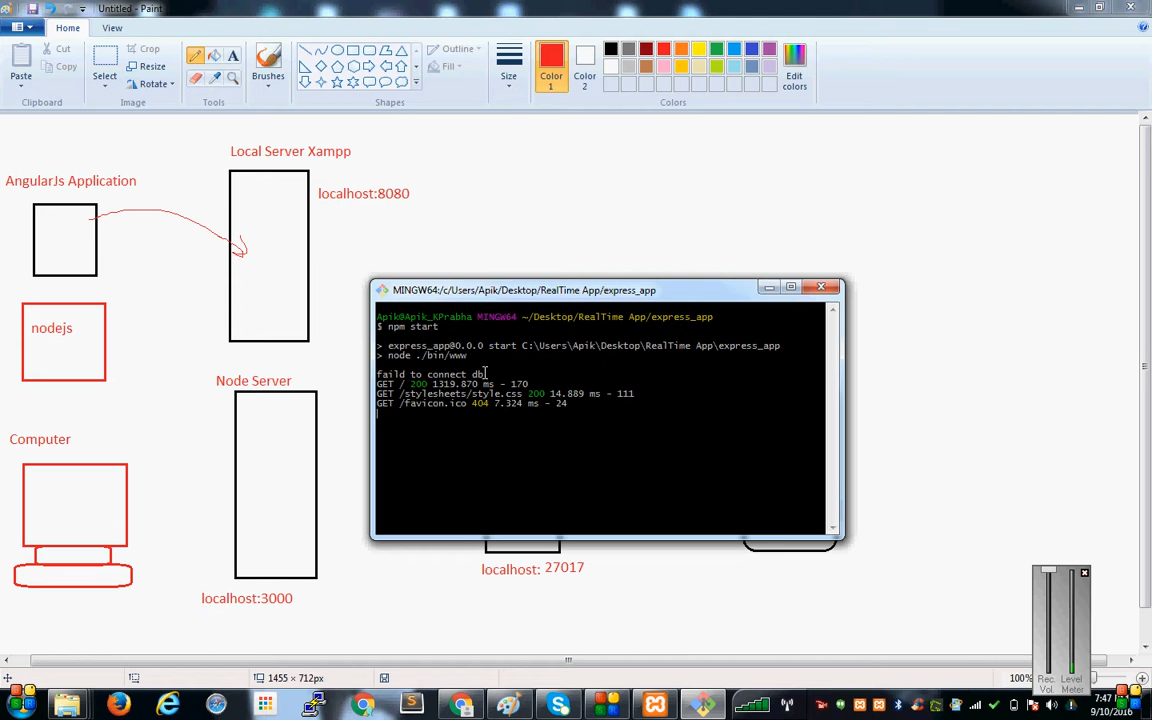 Untitled - Paint
Home
View
Paste
Cut
Copy
Clipboard
Select
Crop
Resize
Rotate
Image
Tools
Brushes
Outline
Fill
Shapes
Size
Color 1
Color 2
Edit colors
Colors
Local Server Xampp
AngularJs Application
localhost:8080
nodejs
Node Server
Computer
localhost:3000
MINGW64:/c/Users/Apik/Desktop/RealTime App/express_app
Apik@Apik_KPrabha MINGW64 ~/Desktop/RealTime App/express_app
$ npm start
> express_app@0.0.0 start C:\Users\Apik\Desktop\RealTime App\express_app
> node ./bin/www
faild to connect db
GET / 200 1319.870 ms - 170
GET /stylesheets/style.css 200 14.889 ms - 111
GET /favicon.ico 404 7.324 ms - 24
localhost: 27017
Rec. Vol.
Level Meter
1455 × 712px
100%
7:47
9/10/2016